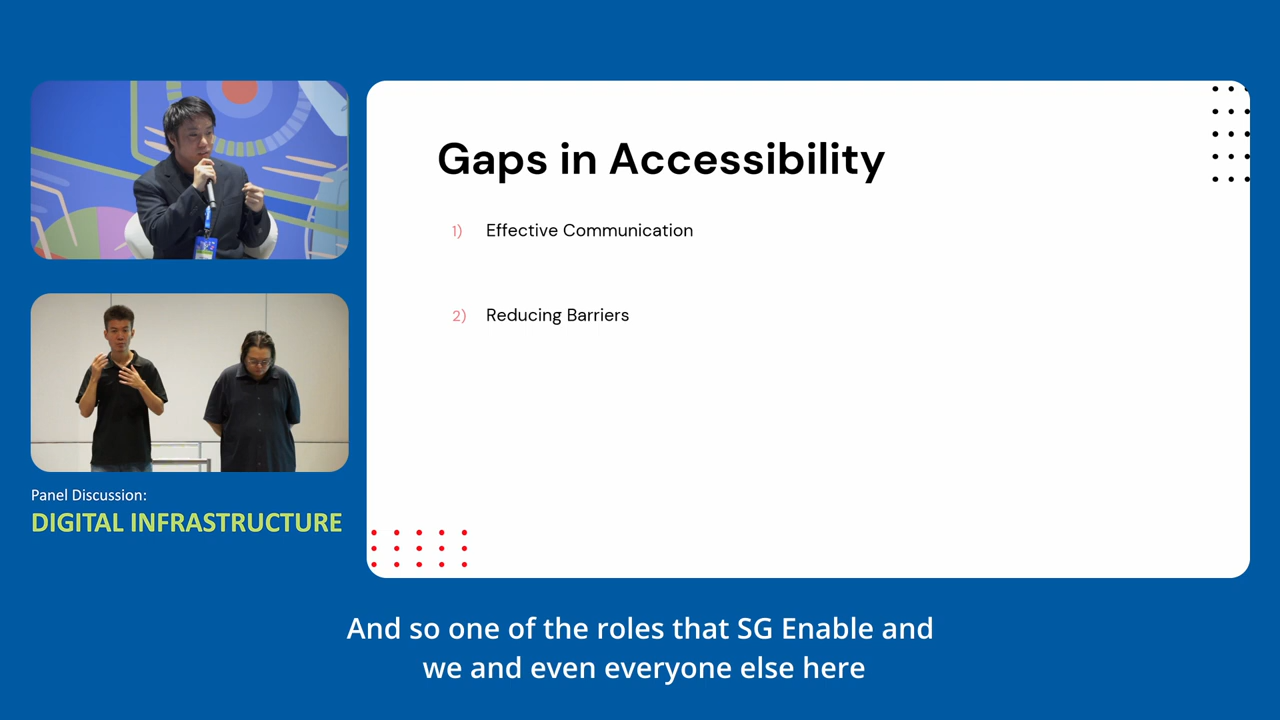 Gaps in Accessibility
1) Effective Communication
2) Reducing Barriers
Panel Discussion:
DIGITAL INFRASTRUCTURE
And so one of the roles that SG Enable and
we and even everyone else here